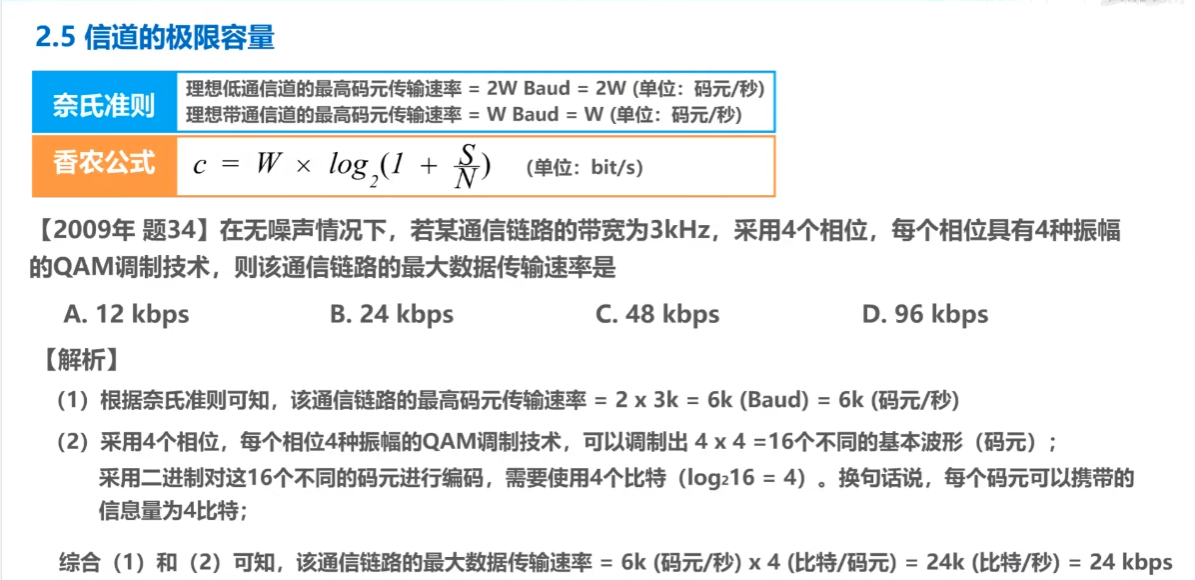 2.5 信道的极限容量
奈氏准则
理想低通信道的最高码元传输速率 = 2W Baud = 2W (单位：码元/秒)
理想带通信道的最高码元传输速率 = W Baud = W (单位：码元/秒)
香农公式
c = W × log₂(1 + S/N) (单位：bit/s)
【2009年 题34】在无噪声情况下，若某通信链路的带宽为3kHz，采用4个相位，每个相位具有4种振幅
的QAM调制技术，则该通信链路的最大数据传输速率是
A. 12 kbps B. 24 kbps C. 48 kbps D. 96 kbps
【解析】
（1）根据奈氏准则可知，该通信链路的最高码元传输速率 = 2 x 3k = 6k (Baud) = 6k (码元/秒)
（2）采用4个相位，每个相位4种振幅的QAM调制技术，可以调制出 4 x 4 =16个不同的基本波形（码元）；
采用二进制对这16个不同的码元进行编码，需要使用4个比特（log₂16 = 4）。换句话说，每个码元可以携带的
信息量为4比特；
综合（1）和（2）可知，该通信链路的最大数据传输速率 = 6k (码元/秒) x 4 (比特/码元) = 24k (比特/秒) = 24 kbps